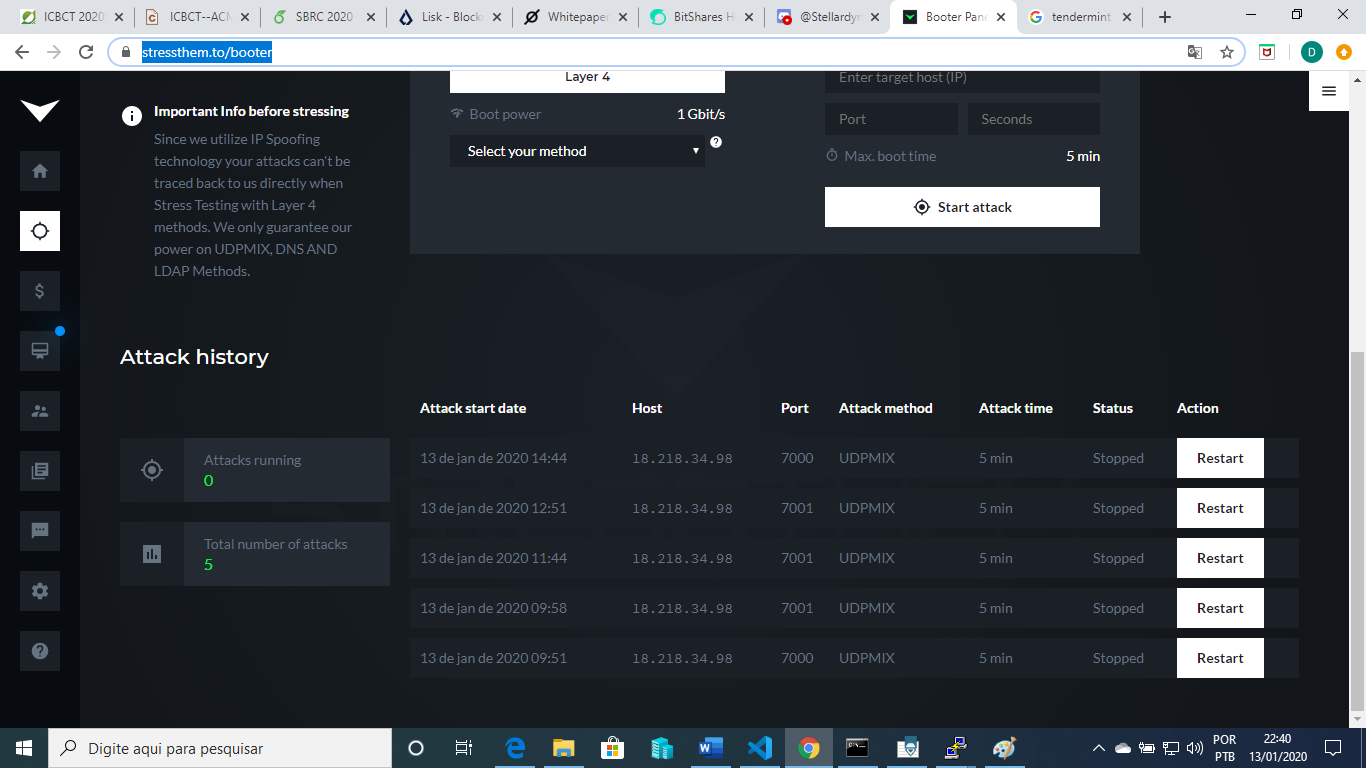 ICBCT 2020
ICBCT--ACM
SBRC 2020
Lisk - Block
Whitepaper
BitShares H
@Stellardyn
Booter Pane
tendermint
stressthem.to/booter
D
Layer 4
Enter target host (IP)
Important Info before stressing
Since we utilize IP Spoofing
technology your attacks can't be
traced back to us directly when
Stress Testing with Layer 4
methods. We only guarantee our
power on UDPMIX, DNS AND
LDAP Methods.
Boot power
1 Gbit/s
Select your method
Port
Seconds
Max. boot time
5 min
Start attack
Attack history
Attacks running
0
Total number of attacks
5
Attack start date Host Port Attack method Attack time Status Action
13 de jan de 2020 14:44 18.218.34.98 7000 UDPMIX 5 min Stopped Restart
13 de jan de 2020 12:51 18.218.34.98 7001 UDPMIX 5 min Stopped Restart
13 de jan de 2020 11:44 18.218.34.98 7001 UDPMIX 5 min Stopped Restart
13 de jan de 2020 09:58 18.218.34.98 7001 UDPMIX 5 min Stopped Restart
13 de jan de 2020 09:51 18.218.34.98 7000 UDPMIX 5 min Stopped Restart
Digite aqui para pesquisar
POR
PTB
22:40
13/01/2020